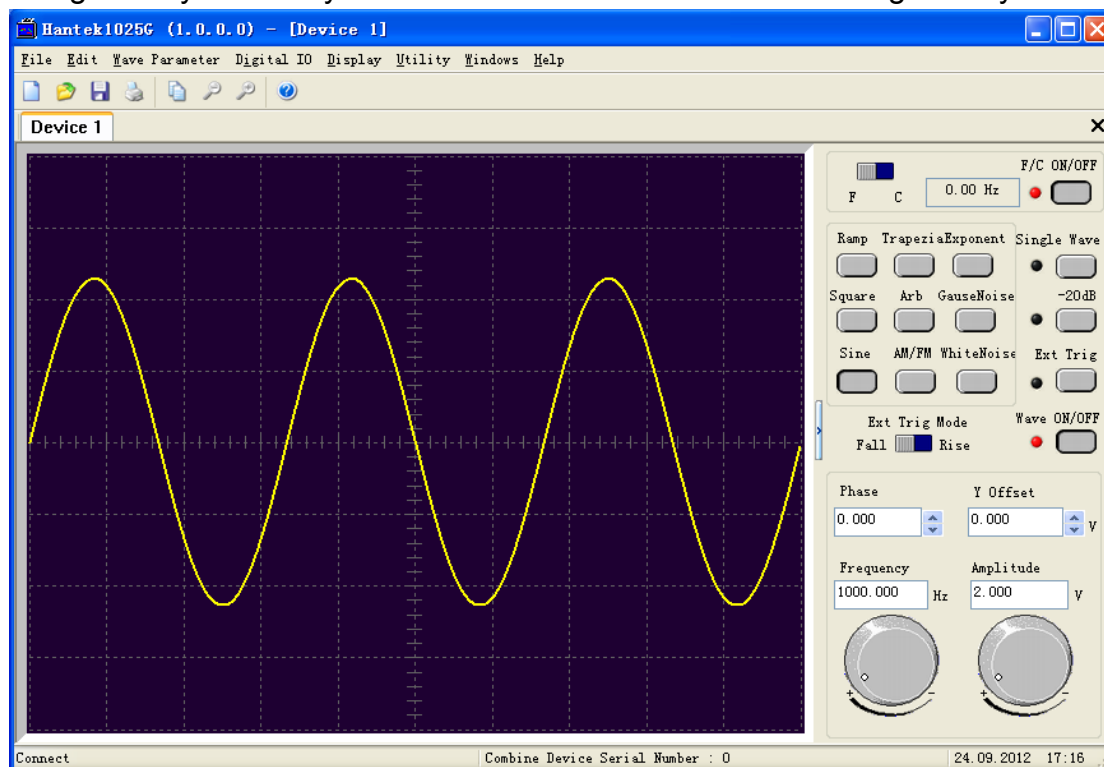 Hantek1025G (1.0.0.0) - [Device 1]
File Edit Wave Parameter Digital IO Display Utility Windows Help
Device 1
F/C ON/OFF
F C 0.00 Hz
Ramp Trapezia Exponent Single Wave
Square Arb GauseNoise -20dB
Sine AM/FM WhiteNoise Ext Trig
Ext Trig Mode Wave ON/OFF
Fall Rise
Phase Y Offset
0.000 0.000 V
Frequency Amplitude
1000.000 Hz 2.000 V
+ - + -
Connect Combine Device Serial Number : 0 24.09.2012 17:16